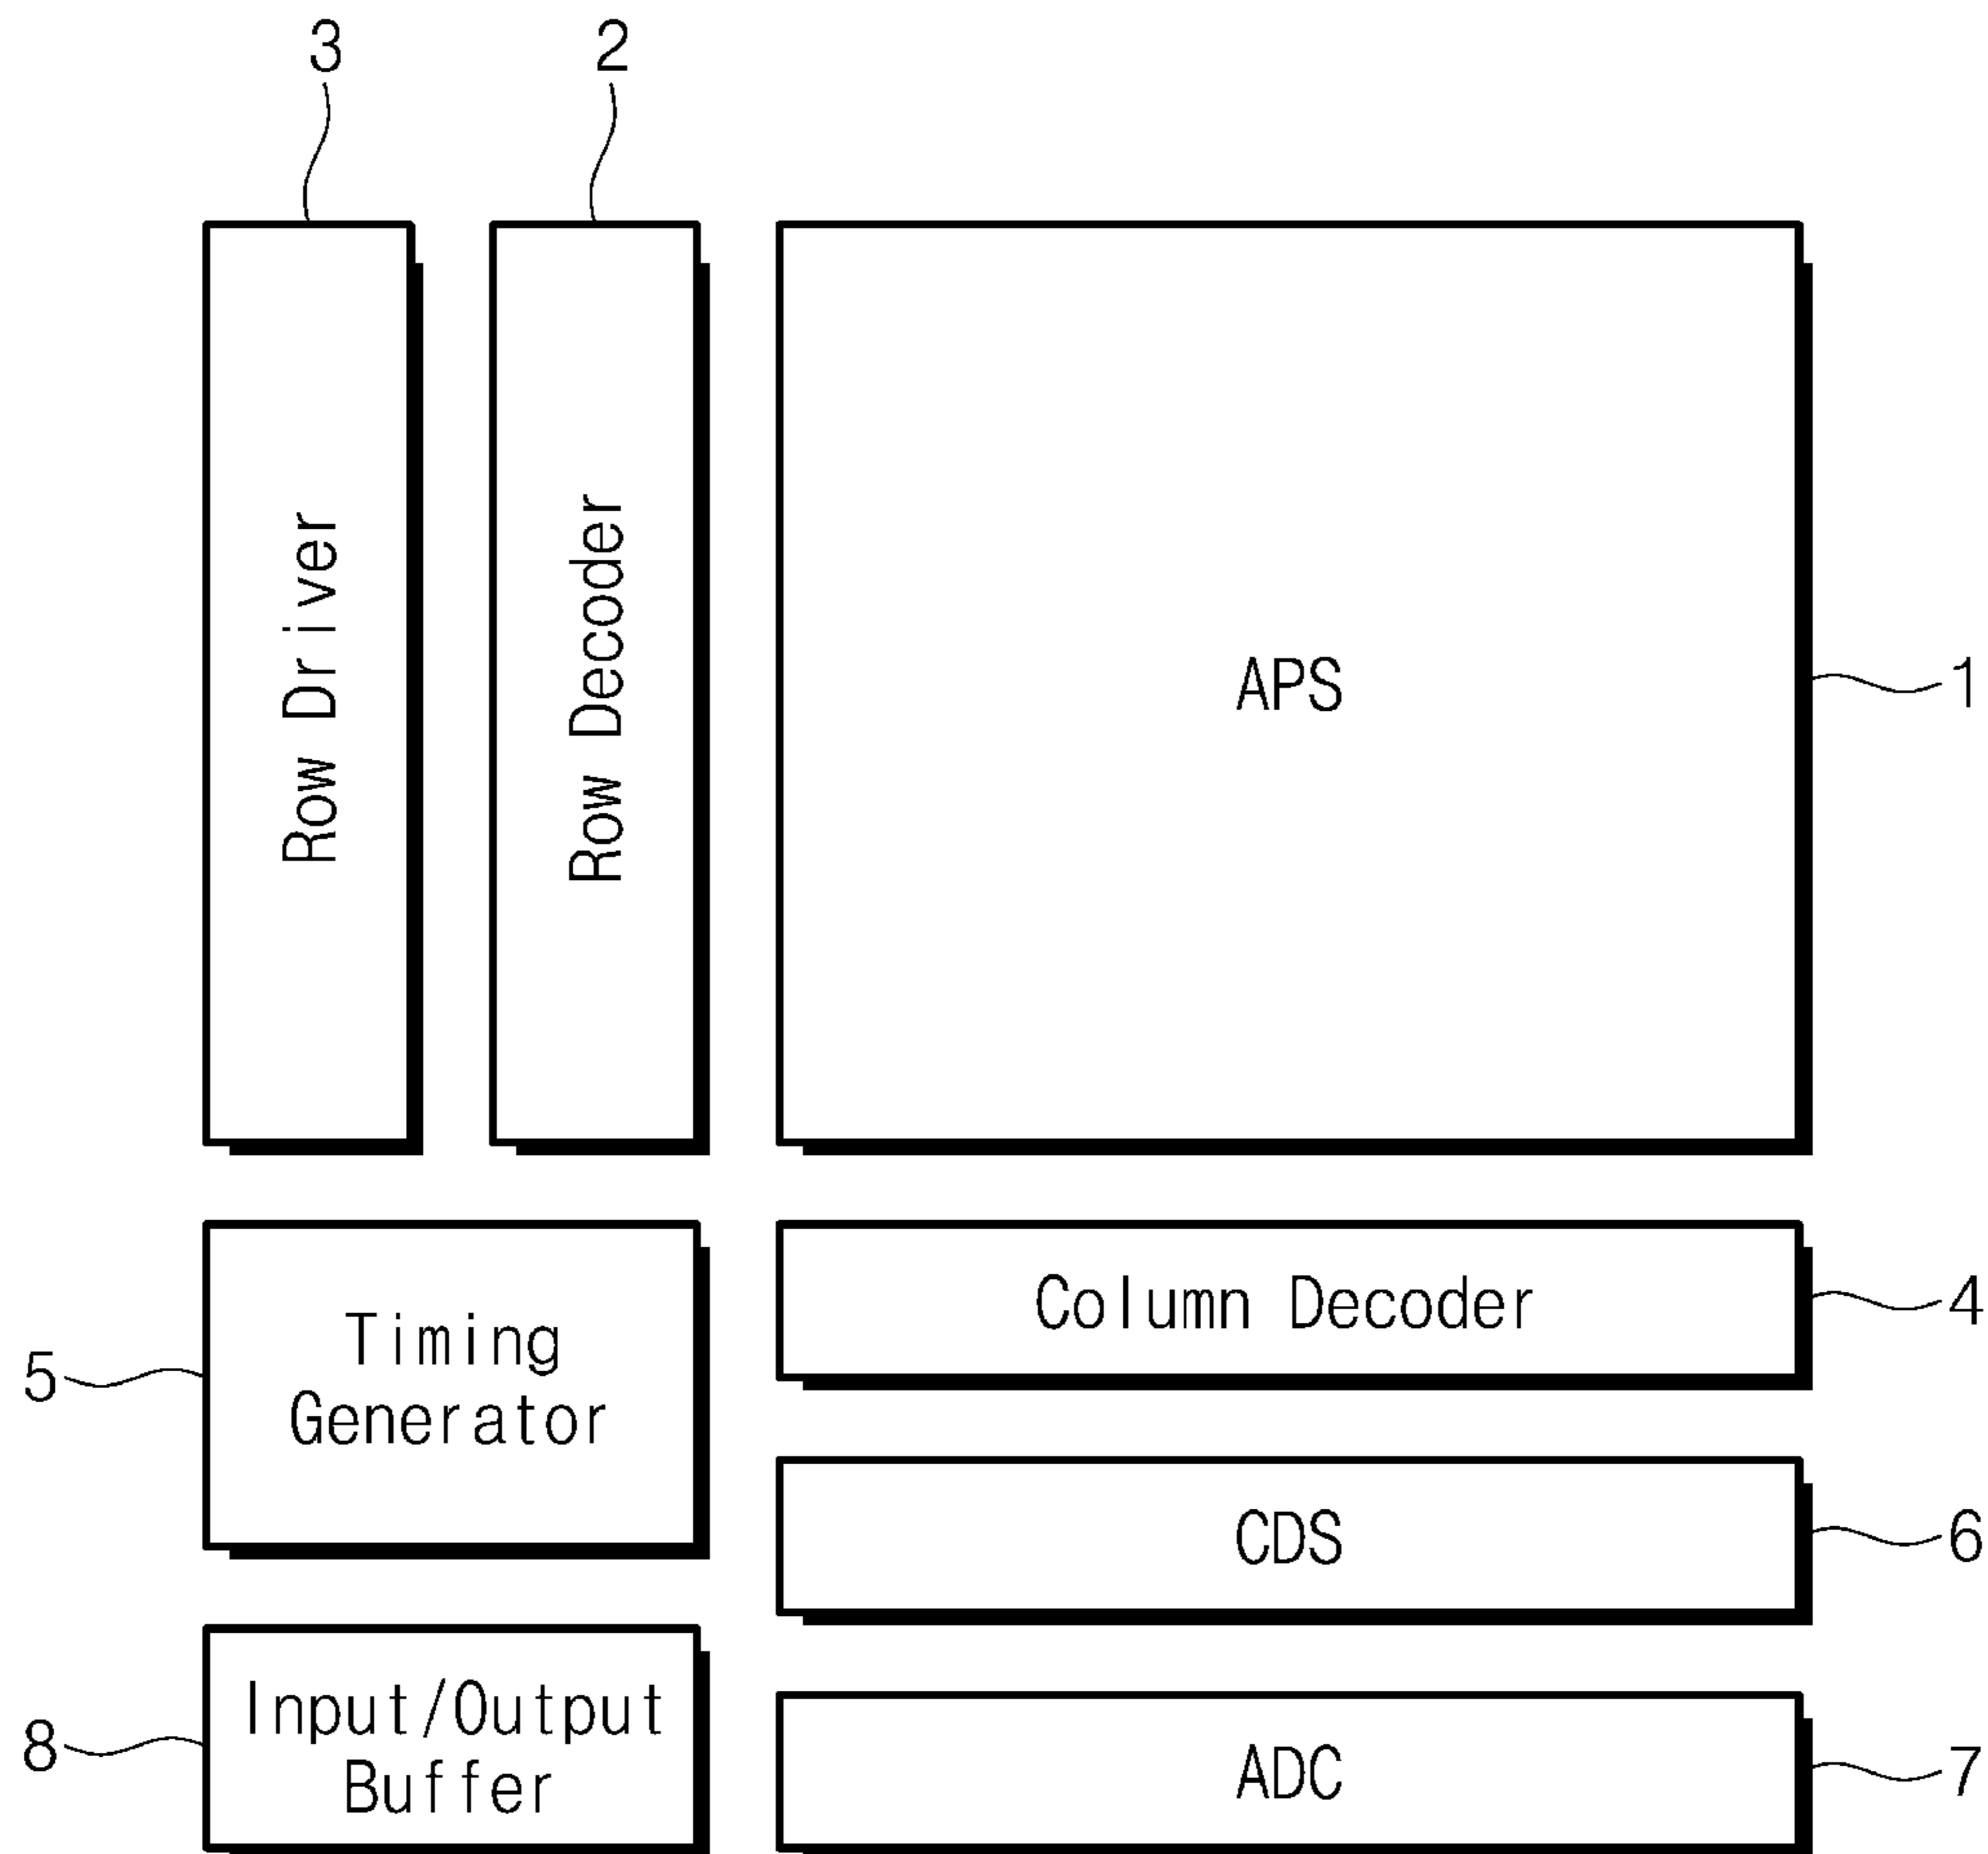 3
2
Row Driver
Row Decoder
APS
1
Timing
Generator
5
Column Decoder
4
CDS
6
Input/Output
Buffer
8
ADC
7